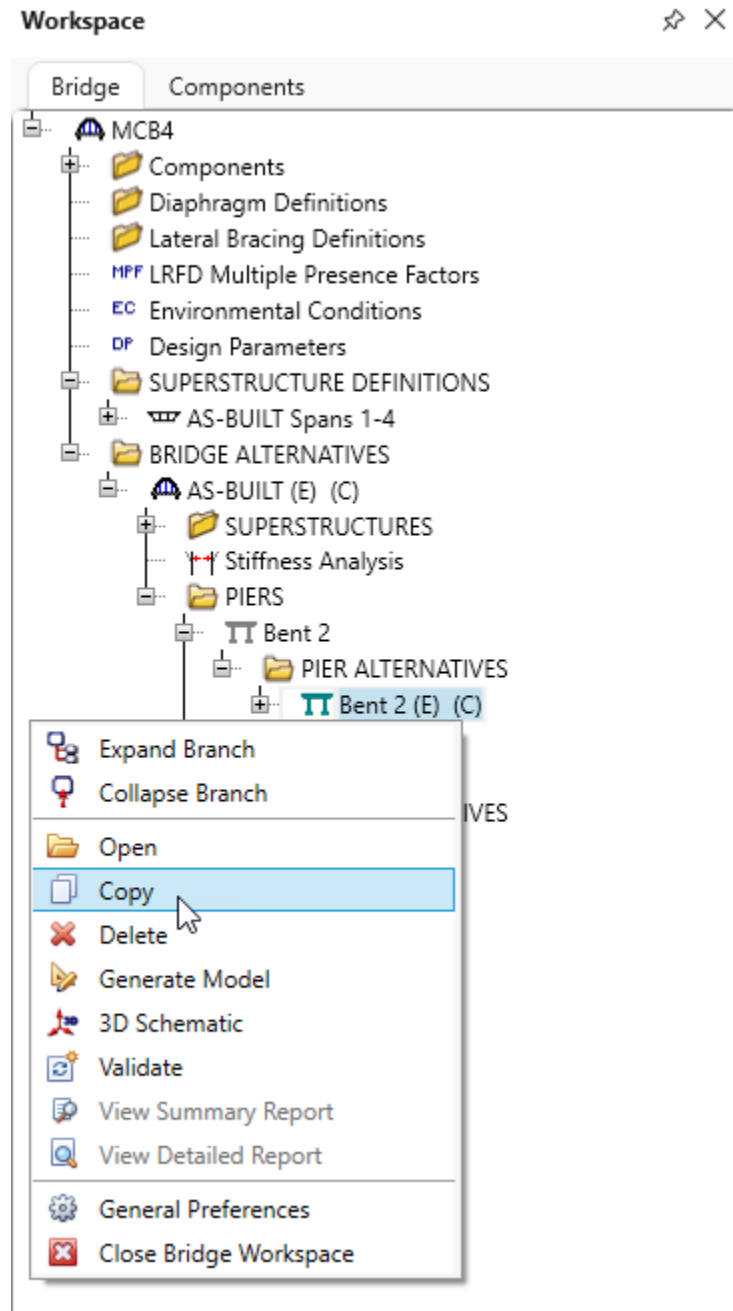 Workspace
Bridge Components
MCB4
Components
Diaphragm Definitions
Lateral Bracing Definitions
MPF LRFD Multiple Presence Factors
EC Environmental Conditions
DP Design Parameters
SUPERSTRUCTURE DEFINITIONS
AS-BUILT Spans 1-4
BRIDGE ALTERNATIVES
AS-BUILT (E) (C)
SUPERSTRUCTURES
Stiffness Analysis
PIERS
Bent 2
PIER ALTERNATIVES
Bent 2 (E) (C)
Expand Branch
Collapse Branch
IVES
Open
Copy
Delete
Generate Model
3D Schematic
Validate
View Summary Report
View Detailed Report
General Preferences
Close Bridge Workspace